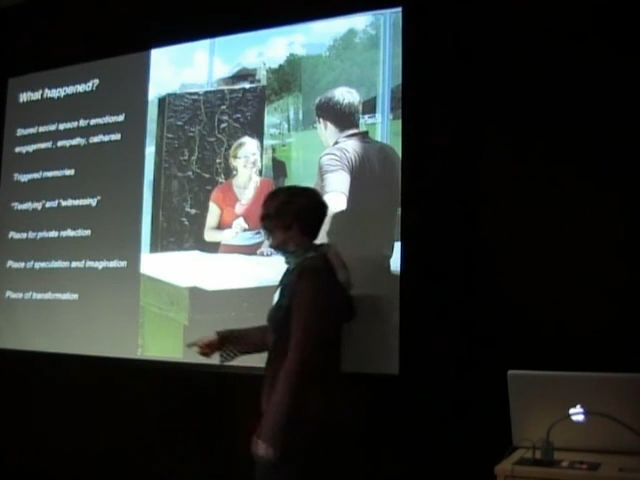 What happened?
Shared social space for emotional
engagement , empathy, catharsis
Triggered memories
"Testifying" and "witnessing"
Place for private reflection
Place of speculation and imagination
Place of transformation